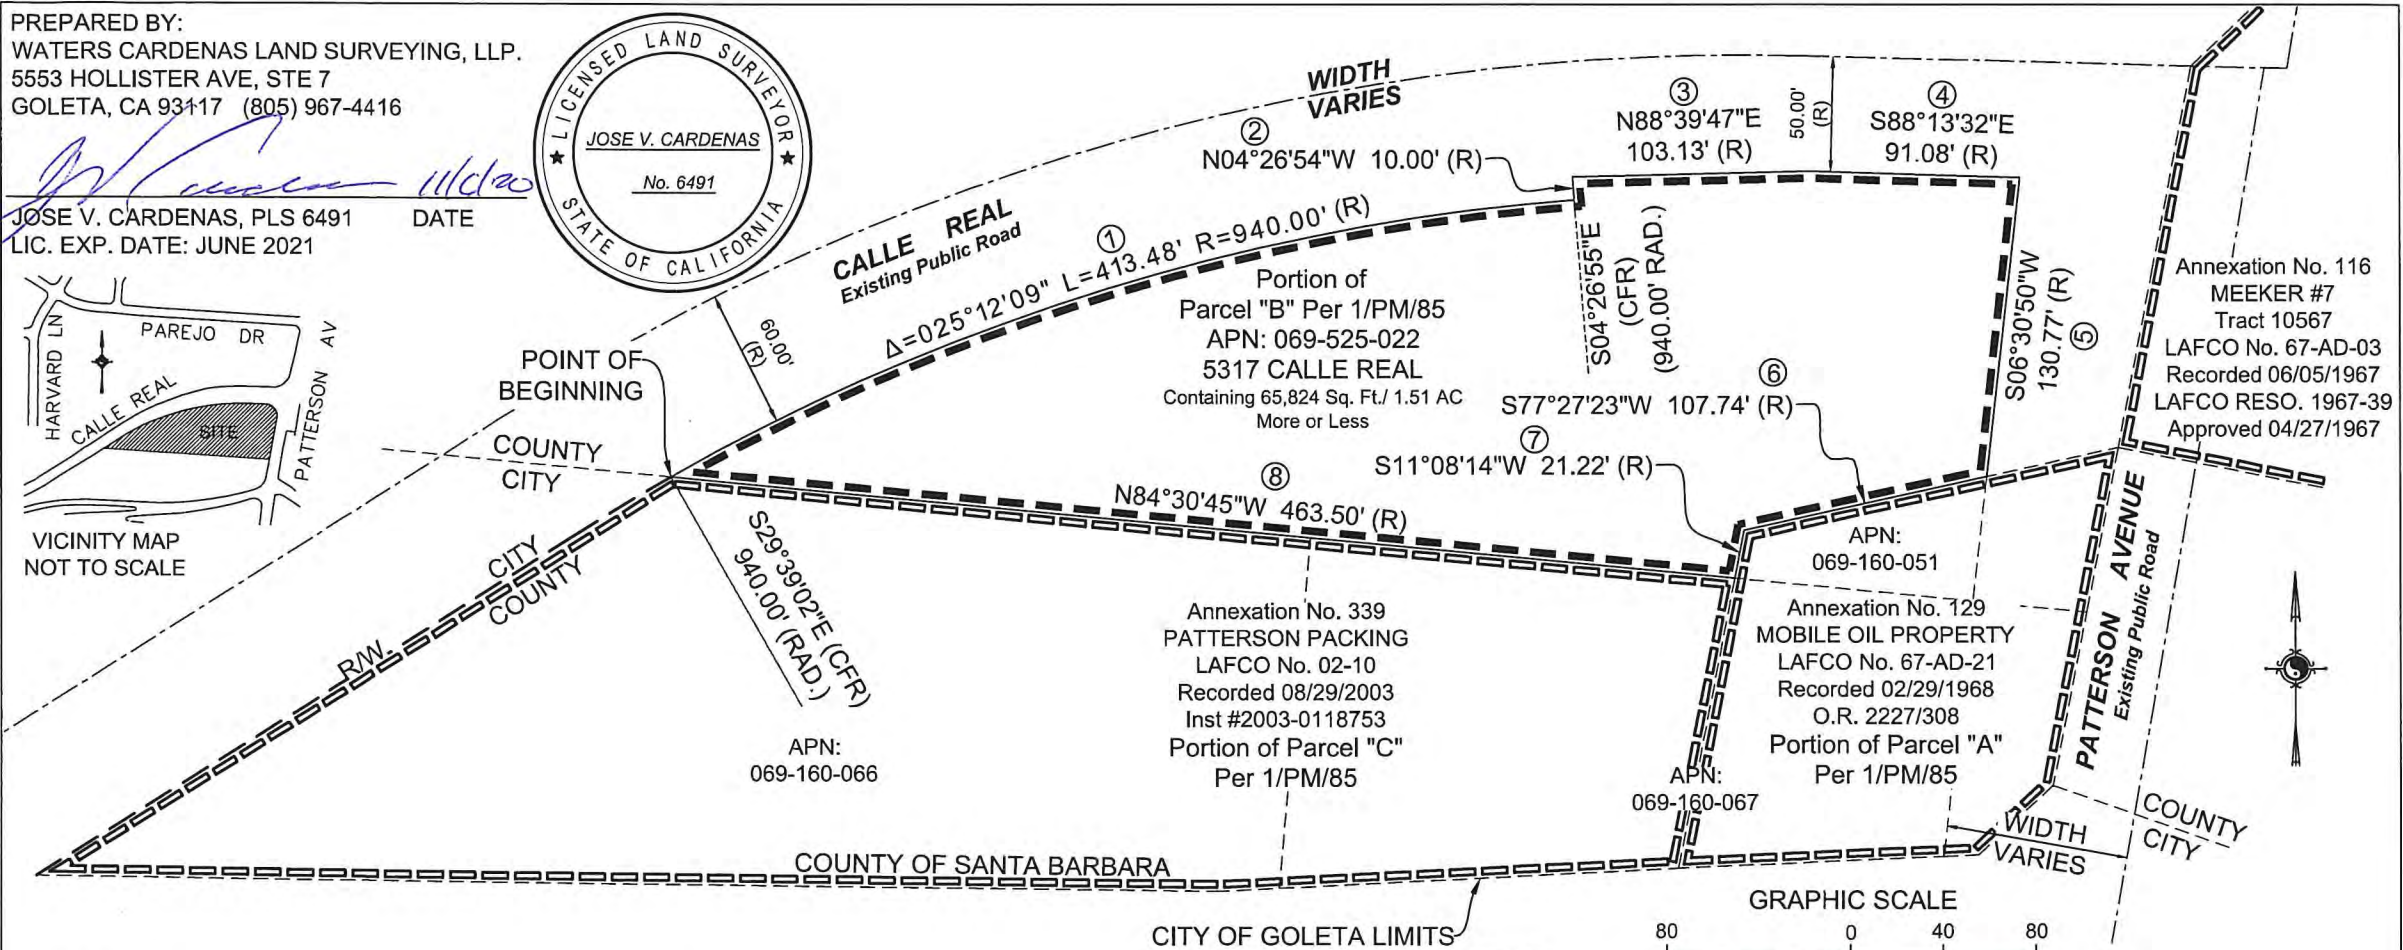 PREPARED BY:
WATERS CARDENAS LAND SURVEYING, LLP.
5553 HOLLISTER AVE, STE 7
GOLETA, CA 93117 (805) 967-4416
JOSE V. CARDENAS, PLS 6491 DATE
LIC. EXP. DATE: JUNE 2021
LICENSED LAND SURVEYOR
JOSE V. CARDENAS
No. 6491
STATE OF CALIFORNIA
HARVARD LN
PAREJO DR
CALLE REAL
SITE
PATTERSON AV
VICINITY MAP
NOT TO SCALE
WIDTH
VARIES
CALLE REAL
Existing Public Road
60.00'
(R)
①
Δ=025°12'09" L=413.48' R=940.00' (R)
②
N04°26'54"W 10.00' (R)
③
N88°39'47"E
103.13' (R)
50.00'
(R)
④
S88°13'32"E
91.08' (R)
S04°26'55"E
(CFR)
(940.00' RAD.)
S06°30'50"W
130.77' (R)
⑤
⑥
S77°27'23"W 107.74' (R)
⑦
S11°08'14"W 21.22' (R)
⑧
N84°30'45"W 463.50' (R)
Portion of
Parcel "B" Per 1/PM/85
APN: 069-525-022
5317 CALLE REAL
Containing 65,824 Sq. Ft./ 1.51 AC
More or Less
Annexation No. 116
MEEKER #7
Tract 10567
LAFCO No. 67-AD-03
Recorded 06/05/1967
LAFCO RESO. 1967-39
Approved 04/27/1967
POINT OF
BEGINNING
COUNTY
CITY
CITY
COUNTY
R/W.
S29°39'02"E (CFR)
940.00' (RAD.)
APN:
069-160-066
Annexation No. 339
PATTERSON PACKING
LAFCO No. 02-10
Recorded 08/29/2003
Inst #2003-0118753
Portion of Parcel "C"
Per 1/PM/85
APN:
069-160-051
Annexation No. 129
MOBILE OIL PROPERTY
LAFCO No. 67-AD-21
Recorded 02/29/1968
O.R. 2227/308
Portion of Parcel "A"
Per 1/PM/85
APN:
069-160-067
PATTERSON AVENUE
Existing Public Road
COUNTY
CITY
WIDTH
VARIES
COUNTY OF SANTA BARBARA
CITY OF GOLETA LIMITS
GRAPHIC SCALE
80 0 40 80